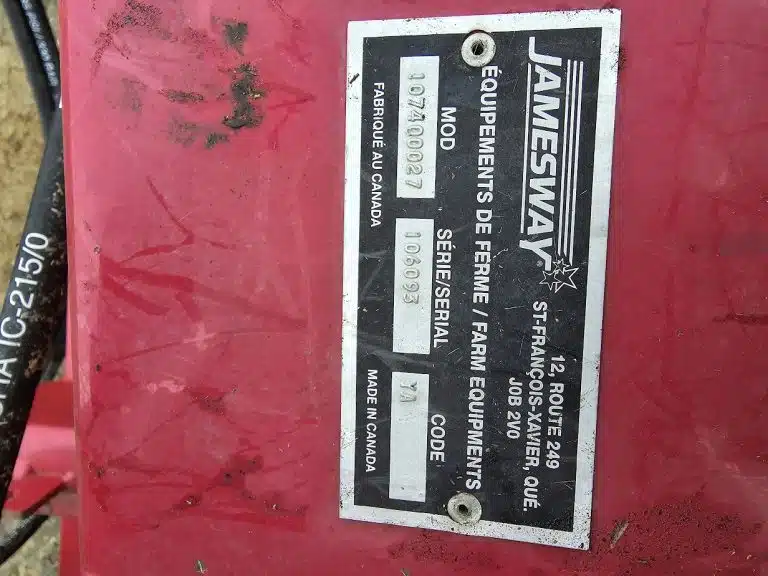 JAMESWAY
12, ROUTE 249
ST-FRANÇOIS-XAVIER, QUÉ.
JOB 2V0
ÉQUIPEMENTS DE FERME / FARM EQUIPMENTS
MOD SÉRIE/SERIAL CODE
107400027 106093 YA
FABRIQUÉ AU CANADA MADE IN CANADA
IC-215/0